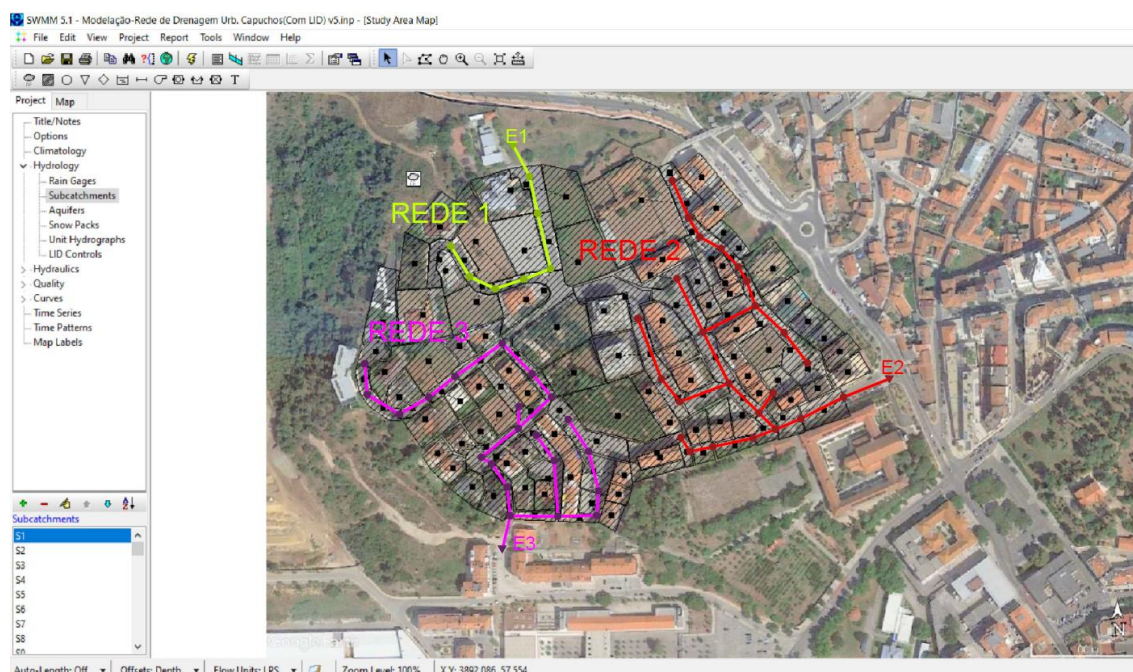 SWMM 5.1 - Modelação-Rede de Drenagem Urb. Capuchos(Com LID) v5.inp - [Study Area Map]
File Edit View Project Report Tools Window Help
Project Map
Title/Notes
Options
Climatology
Hydrology
Rain Gages
Subcatchments
Aquifers
Snow Packs
Unit Hydrographs
LID Controls
Hydraulics
Quality
Curves
Time Series
Time Patterns
Map Labels
E1
REDE 1
REDE 2
REDE 3
E2
E3
N
Subcatchments
S1
S2
S3
S4
S5
S6
S7
S8
S9
Auto-Length: Off Offsets: Depth Flow Units: LPS Zoom Level: 100% X,Y: 3892.086, 57.554